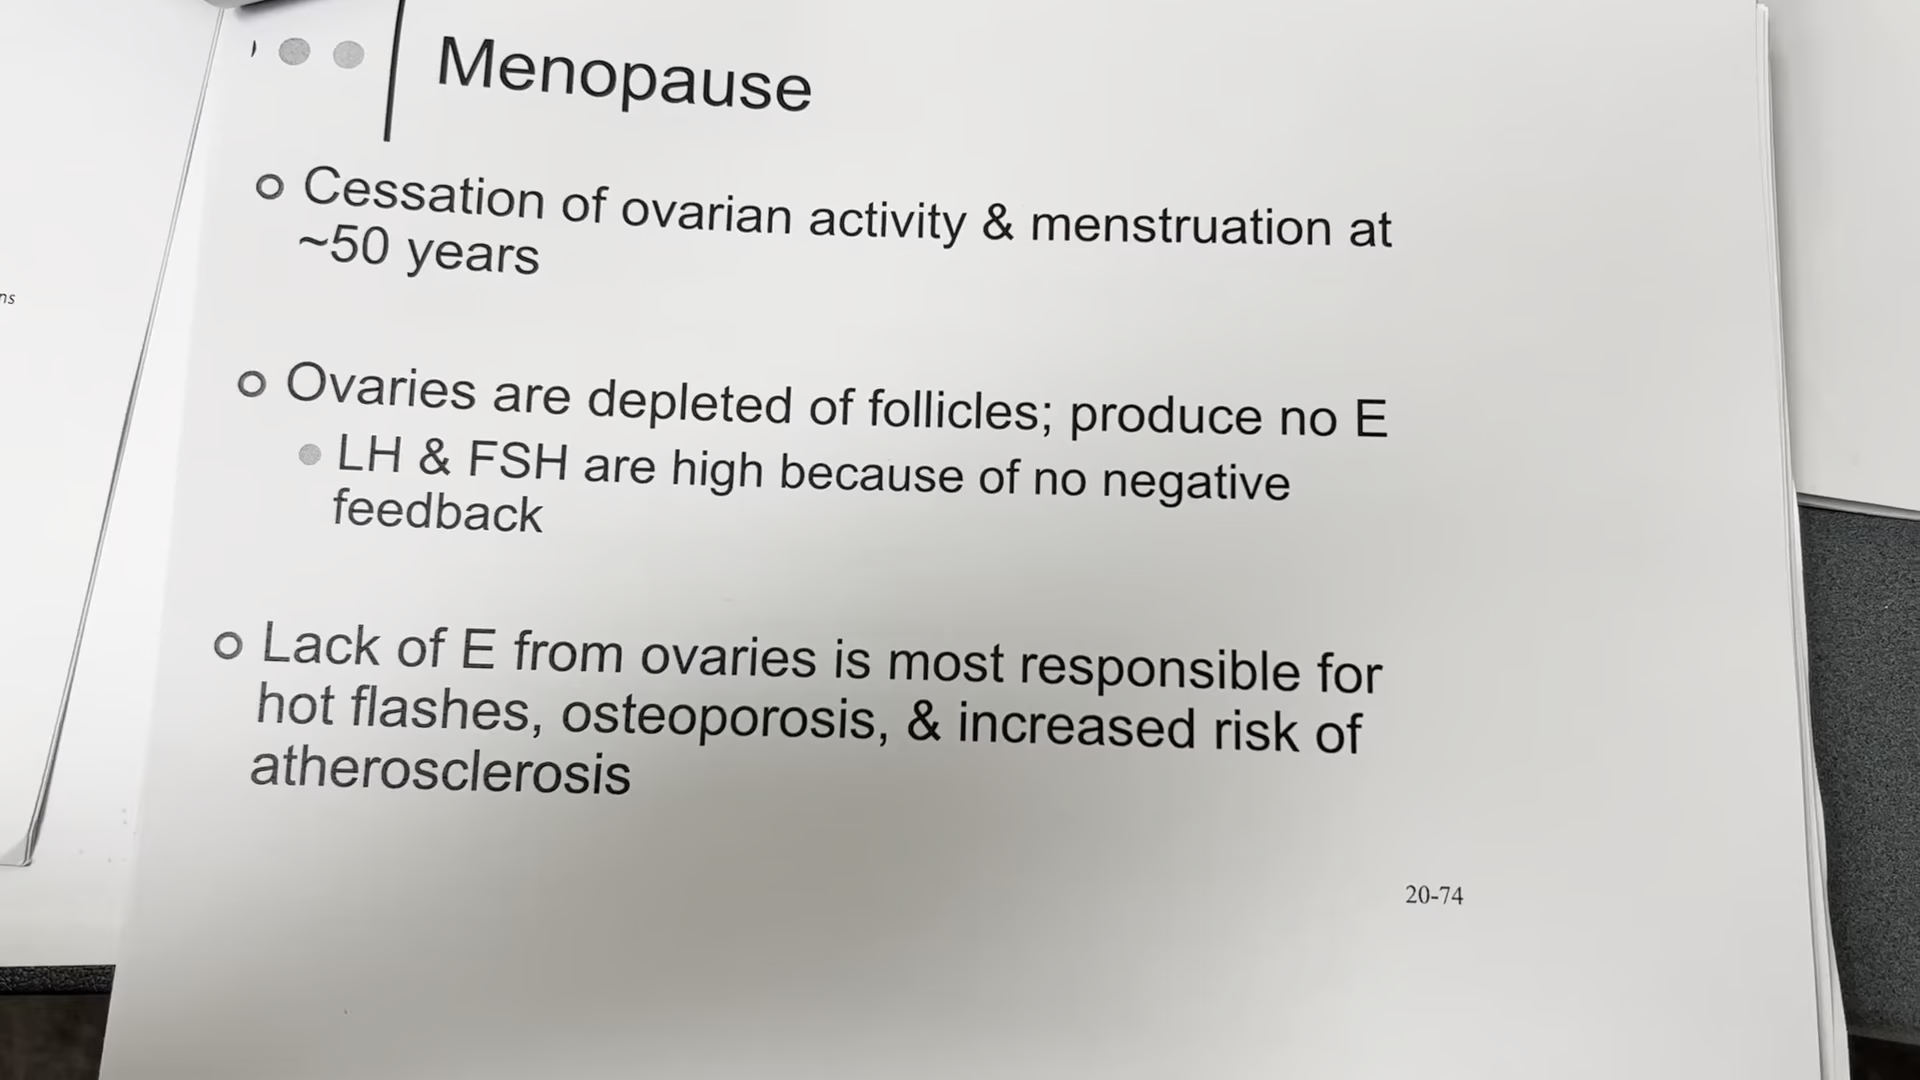 Menopause
Cessation of ovarian activity & menstruation at
~50 years
Ovaries are depleted of follicles; produce no E
LH & FSH are high because of no negative
feedback
Lack of E from ovaries is most responsible for
hot flashes, osteoporosis, & increased risk of
atherosclerosis
20-74
ns